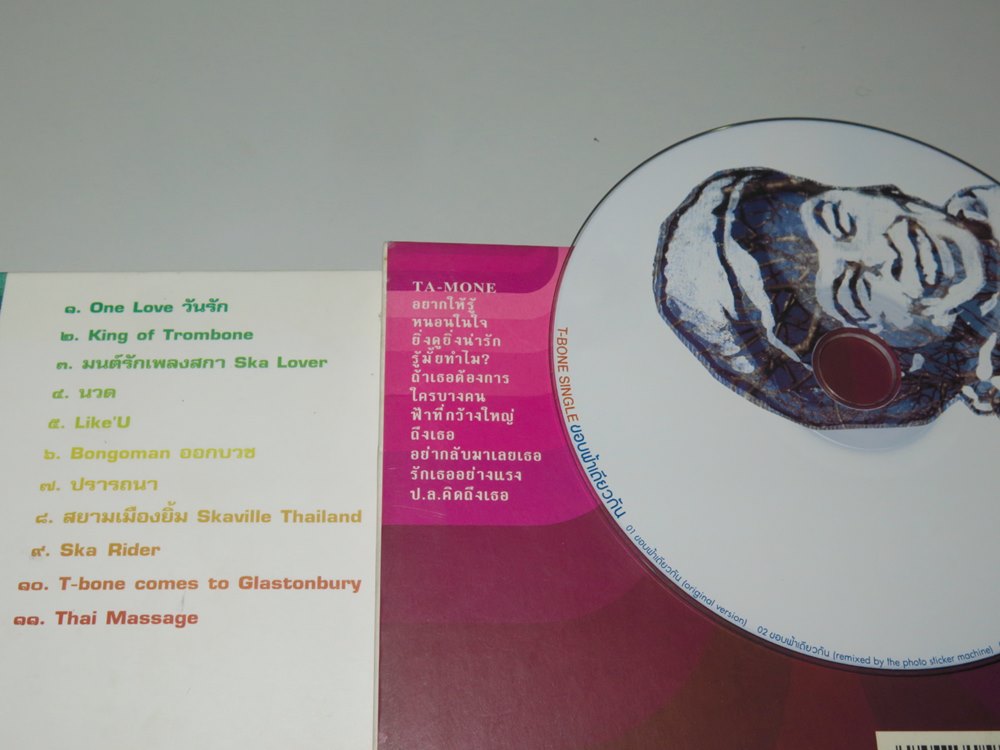 ๑. One Love วันรัก
๒. King of Trombone
๓. มนต์รักเพลงสกา Ska Lover
๔. นวด
๕. Like'U
๖. Bongoman ออกบวช
๗. ปรารถนา
๘. สยามเมืองยิ้ม Skaville Thailand
๙. Ska Rider
๑๐. T-bone comes to Glastonbury
๑๑. Thai Massage
TA-MONE
อยากให้รู้
หนอนโนใจ
ยิ่งดูยิ่งน่ารัก
รู้มั้ยทำไม?
ถ้าเธอต้องการ
ใครบางคน
ฟ้าที่กว้างใหญ่
ถึงเธอ
อย่ากลับมาเลยเธอ
รักเธออย่างแรง
ป.ล.คิดถึงเธอ
T-BONE SINGLE ขอบฟ้าเดียวกัน
01 ขอบฟ้าเดียวกัน (original version) 02 ขอบฟ้าเดียวกัน (remixed by the photo sticker machine)